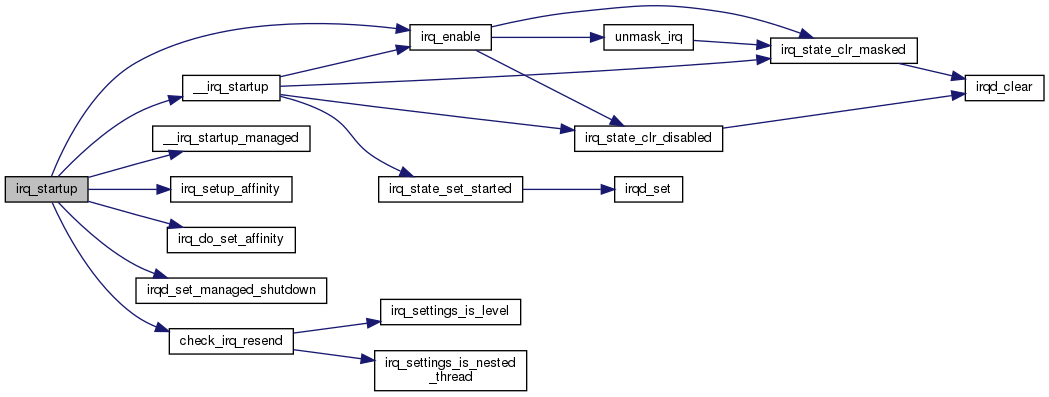 irq_startup
irq_enable
__irq_startup
__irq_startup_managed
irq_setup_affinity
irq_do_set_affinity
irqd_set_managed_shutdown
check_irq_resend
unmask_irq
irq_state_clr_masked
irqd_clear
irq_state_clr_disabled
irq_state_set_started
irqd_set
irq_settings_is_level
irq_settings_is_nested
_thread